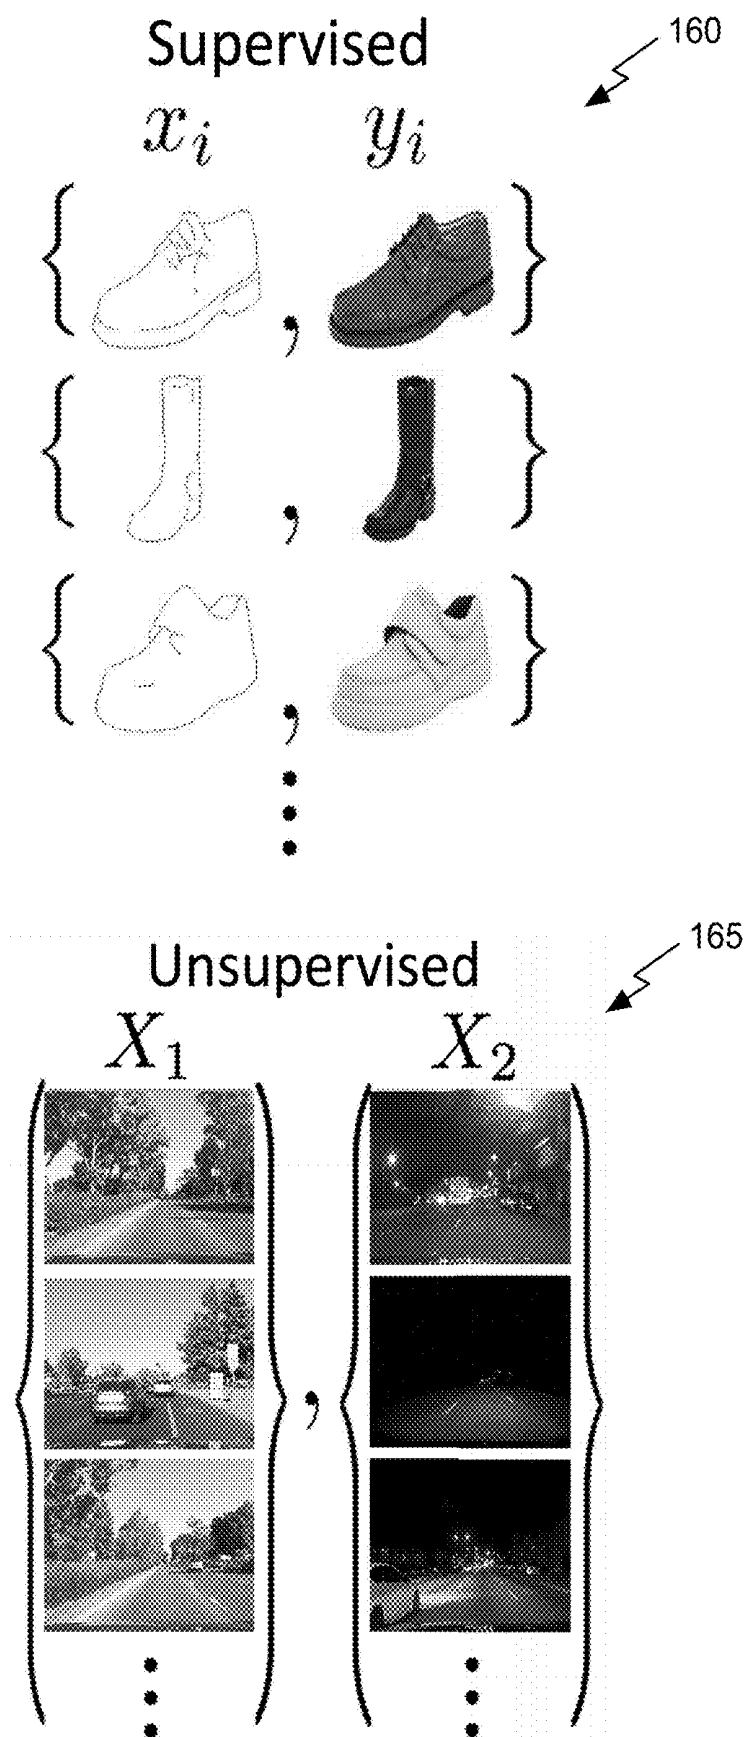 Supervised
160
x_i y_i
{ , }
{ , }
{ , }
Unsupervised
165
X_1 X_2
{ } , { }